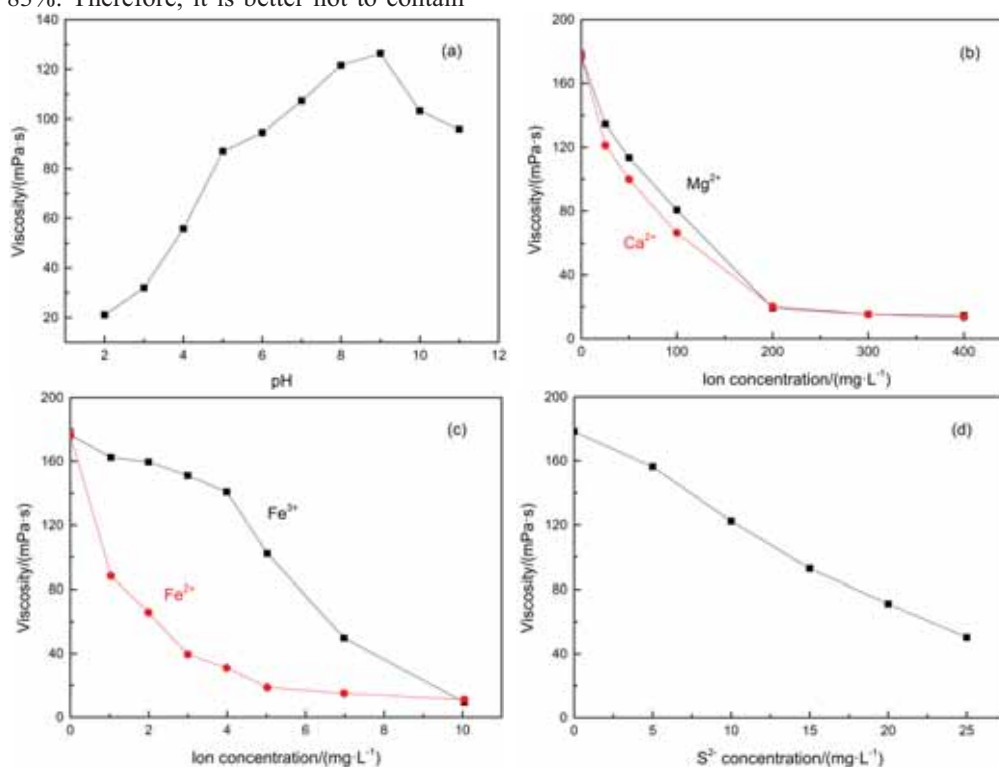 85%. Therefore, it is better not to contain
140
120
100
80
60
40
20
Viscosity/(mPa·s)
(a)
2 4 6 8 10 12
pH
200
160
120
80
40
0
Viscosity/(mPa·s)
(b)
Mg²⁺
Ca²⁺
0 100 200 300 400
Ion concentration/(mg·L⁻¹)
200
160
120
80
40
0
Viscosity/(mPa·s)
(c)
Fe³⁺
Fe²⁺
0 2 4 6 8 10
Ion concentration/(mg·L⁻¹)
200
160
120
80
40
0
Viscosity/(mPa·s)
(d)
0 5 10 15 20 25
S²⁻ concentration/(mg·L⁻¹)